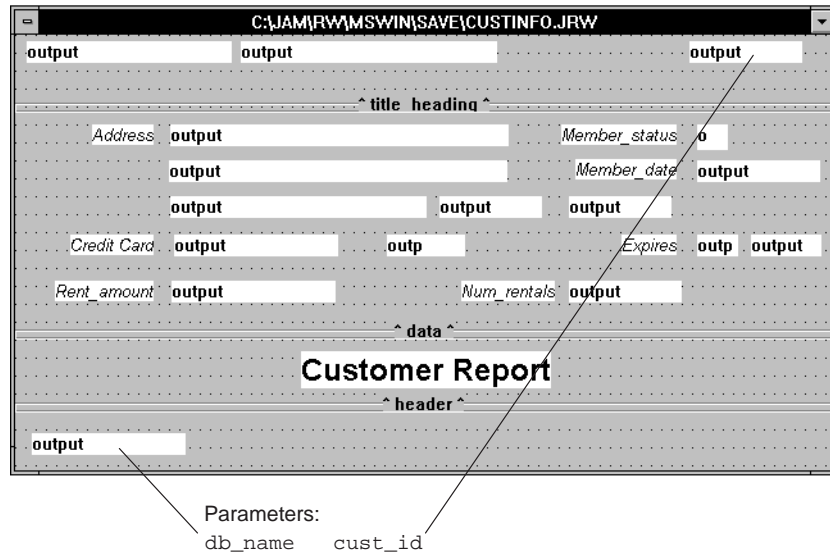 C:\JAM\RW\MSWIN\SAVE\CUSTINFO.JRW
output output output
^ title_heading ^
Address output Member_status o
output Member_date output
output output output
Credit Card output outp Expires outp output
Rent_amount output Num_rentals output
^ data ^
Customer Report
^ header ^
output
Parameters:
db_name cust_id